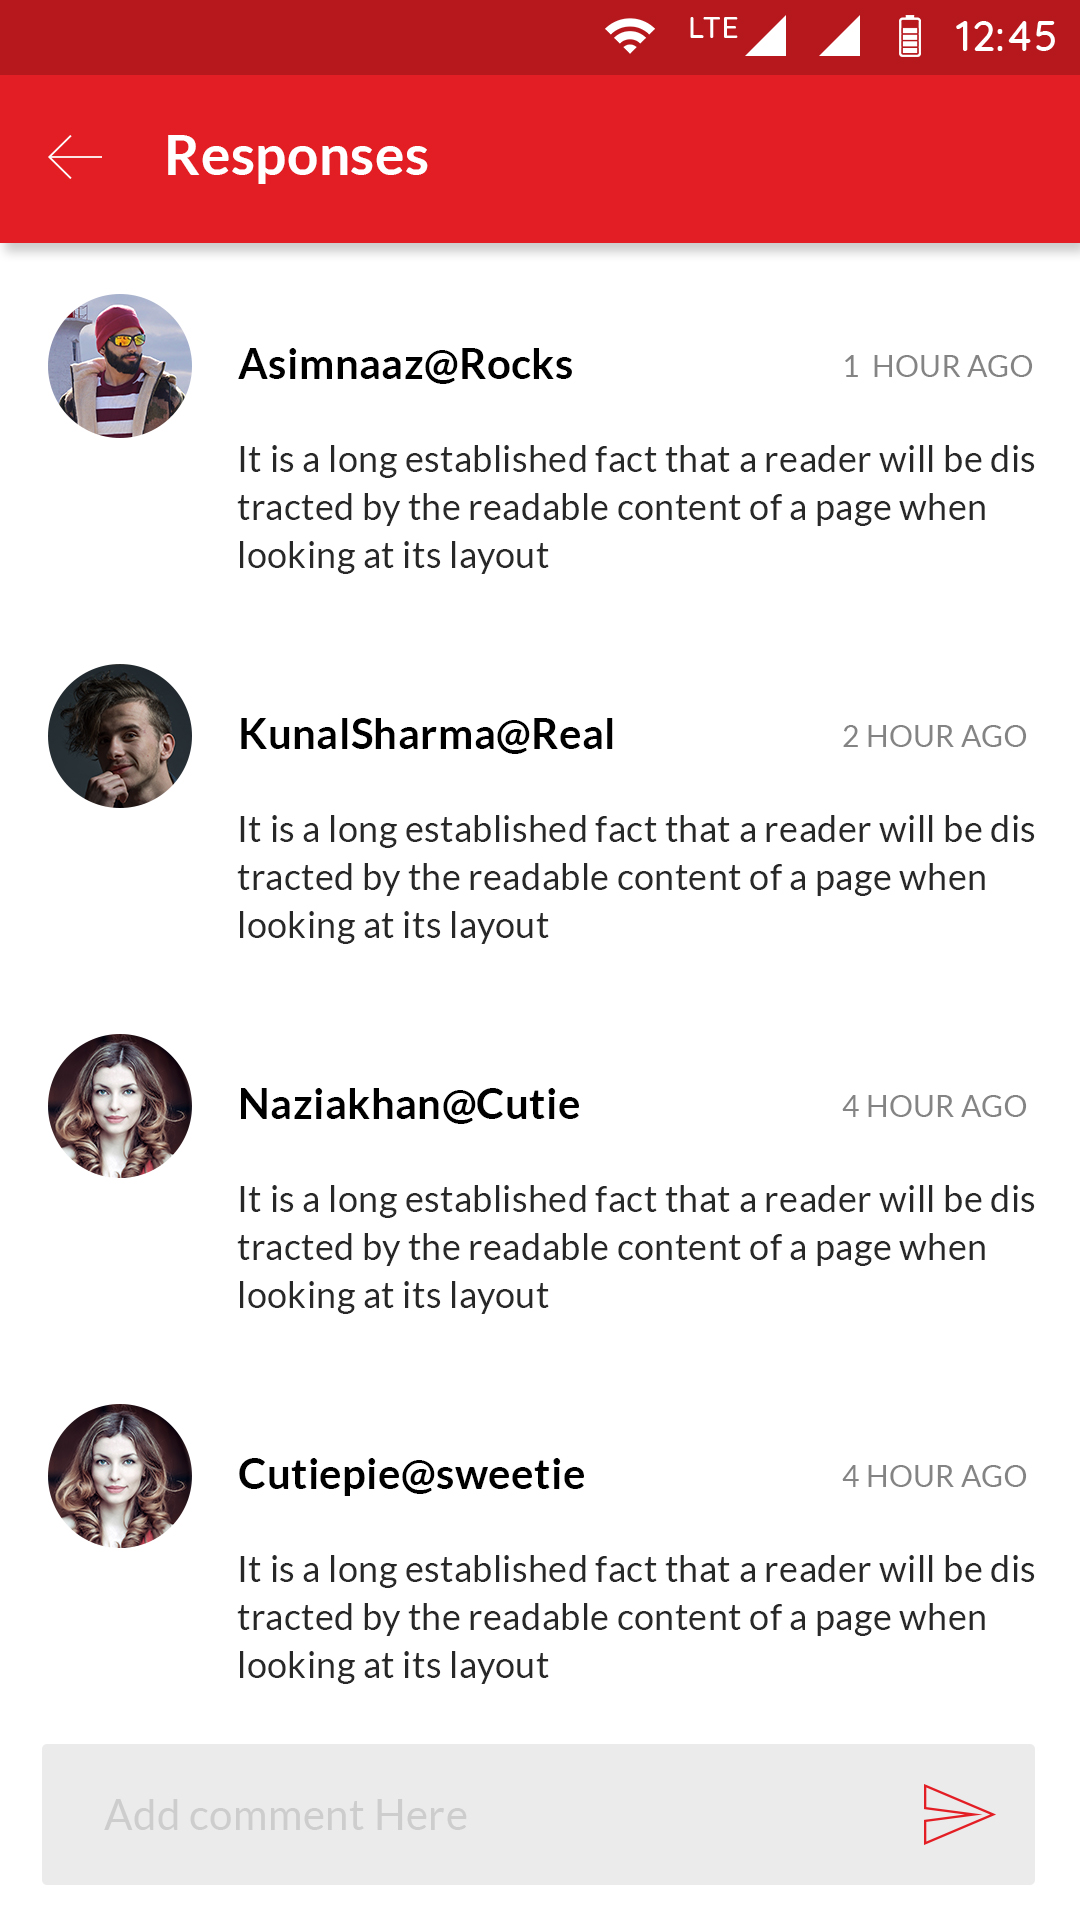 LTE 12:45
Responses
Asimnaaz@Rocks 1 HOUR AGO
It is a long established fact that a reader will be dis
tracted by the readable content of a page when
looking at its layout
KunalSharma@Real 2 HOUR AGO
It is a long established fact that a reader will be dis
tracted by the readable content of a page when
looking at its layout
Naziakhan@Cutie 4 HOUR AGO
It is a long established fact that a reader will be dis
tracted by the readable content of a page when
looking at its layout
Cutiepie@sweetie 4 HOUR AGO
It is a long established fact that a reader will be dis
tracted by the readable content of a page when
looking at its layout
Add comment Here